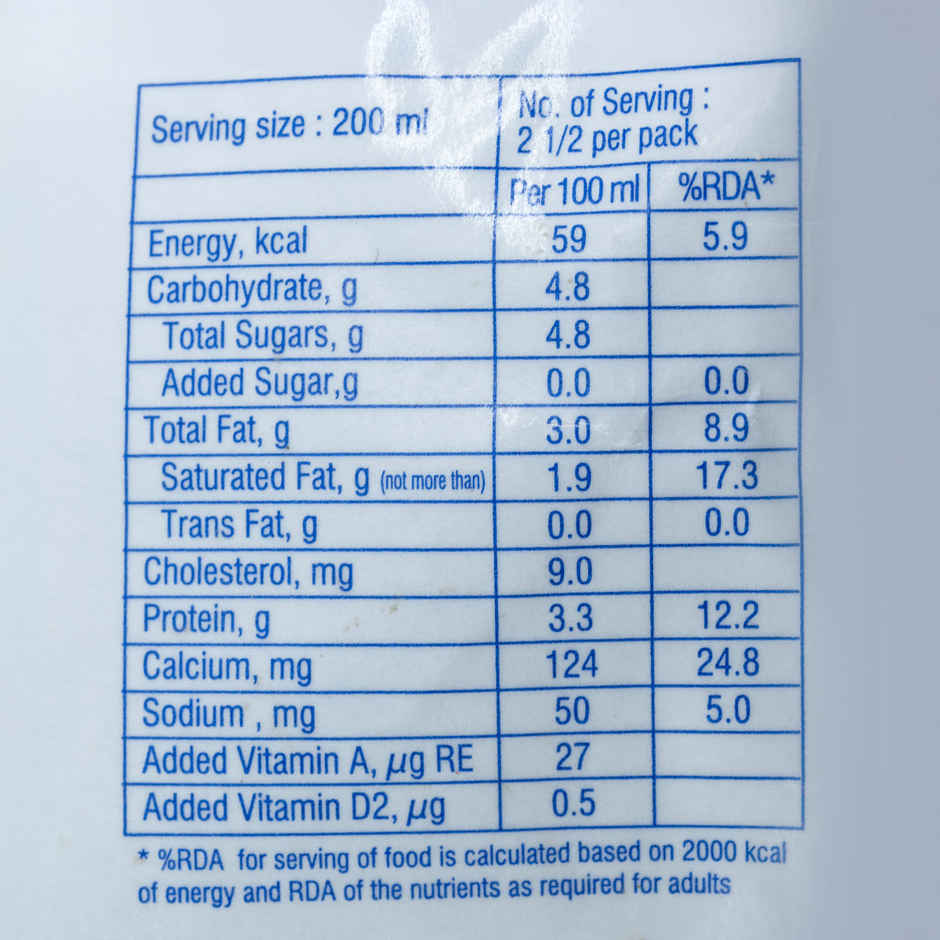 Serving size : 200 ml
No. of Serving :
2 1/2 per pack
Per 100 ml %RDA*
Energy, kcal 59 5.9
Carbohydrate, g 4.8
Total Sugars, g 4.8
Added Sugar,g 0.0 0.0
Total Fat, g 3.0 8.9
Saturated Fat, g (not more than) 1.9 17.3
Trans Fat, g 0.0 0.0
Cholesterol, mg 9.0
Protein, g 3.3 12.2
Calcium, mg 124 24.8
Sodium , mg 50 5.0
Added Vitamin A, µg RE 27
Added Vitamin D2, µg 0.5
* %RDA for serving of food is calculated based on 2000 kcal
of energy and RDA of the nutrients as required for adults